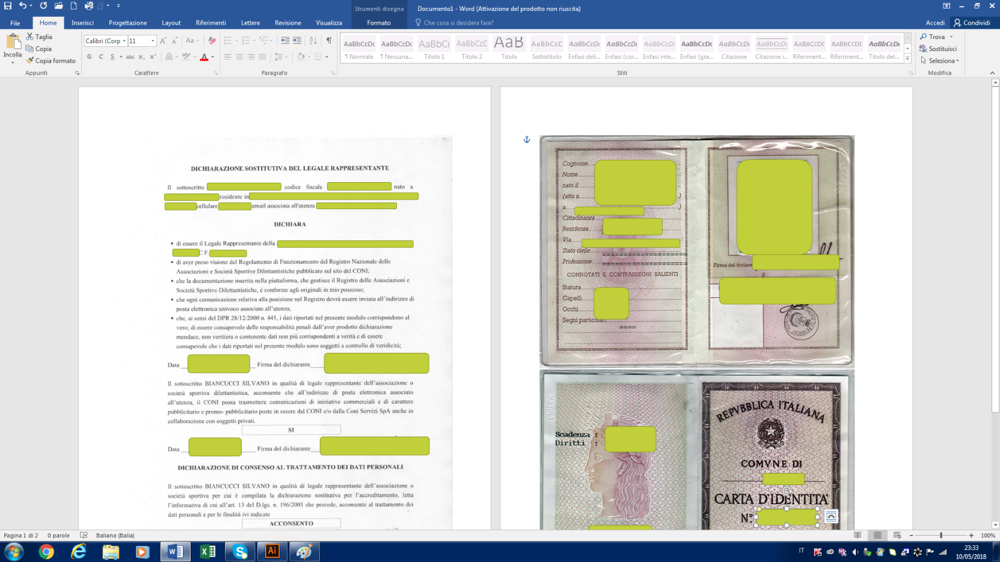 Strumenti disegno
Documento1 - Word (Attivazione del prodotto non riuscita)
File
Home
Inserisci
Progettazione
Layout
Riferimenti
Lettere
Revisione
Visualizza
Formato
Che cosa si desidera fare?
Accedi
Condividi
Incolla
Taglia
Copia
Copia formato
Appunti
Calibri (Corp
11
G C S abc x₂ x²
Carattere
Paragrafo
AaBbCcDc AaBbCcDc AaBbCc AaBbCcD AaB AaBbCcD AaBbCcDc AaBbCcDc AaBbCcDc AaBbCcDc AaBbCcDc AaBbCcDc AABBCCDC AABBCCDC AaBbCcDc
¶ Normale ¶ Nessuna... Titolo 1 Titolo 2 Titolo Sottotitolo Enfasi deli... Enfasi (cor... Enfasi inte... Enfasi (gra... Citazione Citazione i... Riferiment... Riferiment... Titolo del...
Stili
Trova
Sostituisci
Seleziona
Modifica
DICHIARAZIONE SOSTITUTIVA DEL LEGALE RAPPRESENTANTE
Il sottoscritto codice fiscale nato a
residente in
cellulare email associata all'utenza
DICHIARA
• di essere il Legale Rappresentante della
C.F.
• di aver preso visione del Regolamento di Funzionamento del Registro Nazionale delle
Associazioni e Società Sportive Dilettantistiche pubblicato sul sito del CONI;
• che la documentazione inserita nella piattaforma, che gestisce il Registro delle Associazioni e
Società Sportive Dilettantistiche, è conforme agli originali in mio possesso;
• che ogni comunicazione relativa alla posizione nel Registro dovrà essere inviata all'indirizzo di
posta elettronica univoco associato all'utenza;
• che, ai sensi del DPR 28/12/2000 n. 445, i dati riportati nel presente modulo corrispondono al
vero; di essere consapevole delle responsabilità penali dall'aver prodotto dichiarazione
mendace, non veritiera o contenente dati non più corrispondenti a verità e di essere
consapevole che i dati riportati nel presente modulo sono soggetti a controllo di veridicità;
Data Firma del dichiarante
Il sottoscritto BIANCUCCI SILVANO in qualità di legale rappresentante dell'associazione o
società sportiva dilettantistica, acconsente che all'indirizzo di posta elettronica associato
all'utenza, il CONI possa trasmettere comunicazioni di iniziative commerciali e di carattere
pubblicitario e promo- pubblicitario poste in essere dal CONI e/o dalla Coni Servizi SpA anche in
collaborazione con soggetti privati.
SI
Data Firma del dichiarante
DICHIARAZIONE DI CONSENSO AL TRATTAMENTO DEI DATI PERSONALI
Il sottoscritto BIANCUCCI SILVANO in qualità di legale rappresentante dell'associazione o
società sportiva per cui è compilata la dichiarazione sostitutiva per l'accreditamento, letta
l'informativa di cui all'art. 13 del D.lgs. n. 196/2003 che precede, acconsente al trattamento dei
dati personali e per le finalità ivi indicate
ACCONSENTO
Cognome
Nome
nato il
(atto n.
a )
Cittadinanza
Residenza
Via
Stato civile
Professione
CONNOTATI E CONTRASSEGNI SALIENTI
Statura
Capelli
Occhi
Segni particolari
====
Firma del titolare
li
Scadenza :
Diritti :
REPVBBLICA ITALIANA
COMVNE DI
CARTA D'IDENTITA'
N°
Pagina 1 di 2
0 parole
Italiano (Italia)
100%
IT
23:33
10/05/2018